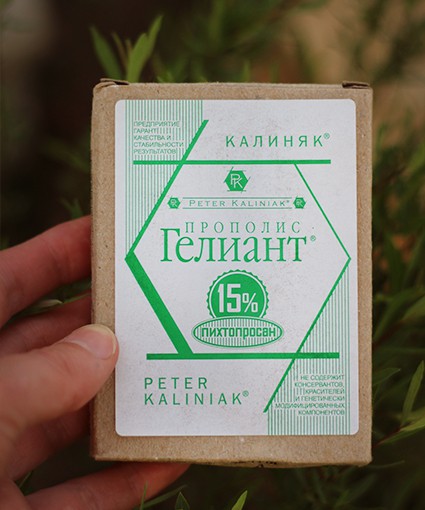 ПРЕДПРИЯТИЕ
ГАРАНТ
КАЧЕСТВА И
СТАБИЛЬНОСТИ
РЕЗУЛЬТАТОВ
КАЛИНЯК®
PK
PETER KALINIAK®
ПРОПОЛИС
Гелиант®
15%
ПИХТОПРОСАН
PETER
KALINIAK®
НЕ СОДЕРЖИТ
КОНСЕРВАНТОВ,
КРАСИТЕЛЕЙ
И ГЕНЕТИЧЕСКИ
МОДИФИЦИРОВАННЫХ
КОМПОНЕНТОВ